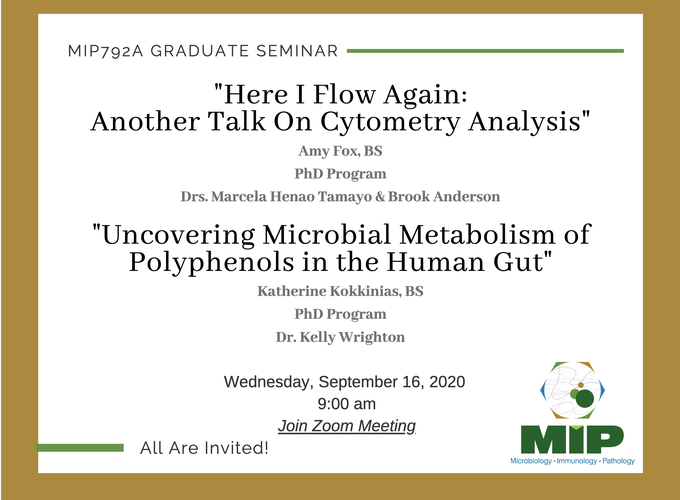 MIP792A GRADUATE SEMINAR
"Here I Flow Again:
Another Talk On Cytometry Analysis"
Amy Fox, BS
PhD Program
Drs. Marcela Henao Tamayo & Brook Anderson
"Uncovering Microbial Metabolism of
Polyphenols in the Human Gut"
Katherine Kokkinias, BS
PhD Program
Dr. Kelly Wrighton
Wednesday, September 16, 2020
9:00 am
Join Zoom Meeting
All Are Invited!
MIP
Microbiology • Immunology • Pathology